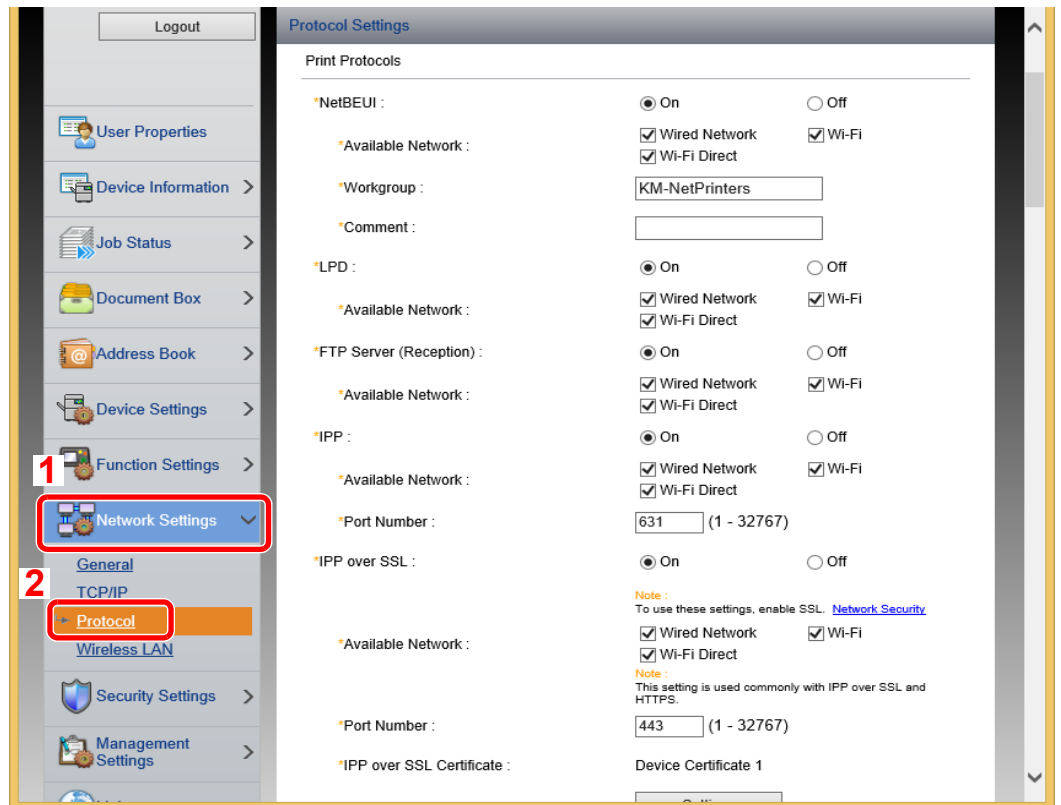 Logout
User Properties
Device Information
Job Status
Document Box
Address Book
Device Settings
Function Settings
1
Network Settings
General
2
TCP/IP
Protocol
Wireless LAN
Security Settings
Management
Settings
Protocol Settings
Print Protocols
*NetBEUI : On Off
*Available Network : Wired Network Wi-Fi
Wi-Fi Direct
*Workgroup : KM-NetPrinters
*Comment :
*LPD : On Off
*Available Network : Wired Network Wi-Fi
Wi-Fi Direct
*FTP Server (Reception) : On Off
*Available Network : Wired Network Wi-Fi
Wi-Fi Direct
*IPP : On Off
*Available Network : Wired Network Wi-Fi
Wi-Fi Direct
*Port Number : 631 (1 - 32767)
*IPP over SSL : On Off
Note :
To use these settings, enable SSL. Network Security
*Available Network : Wired Network Wi-Fi
Wi-Fi Direct
Note :
This setting is used commonly with IPP over SSL and
HTTPS.
*Port Number : 443 (1 - 32767)
*IPP over SSL Certificate : Device Certificate 1